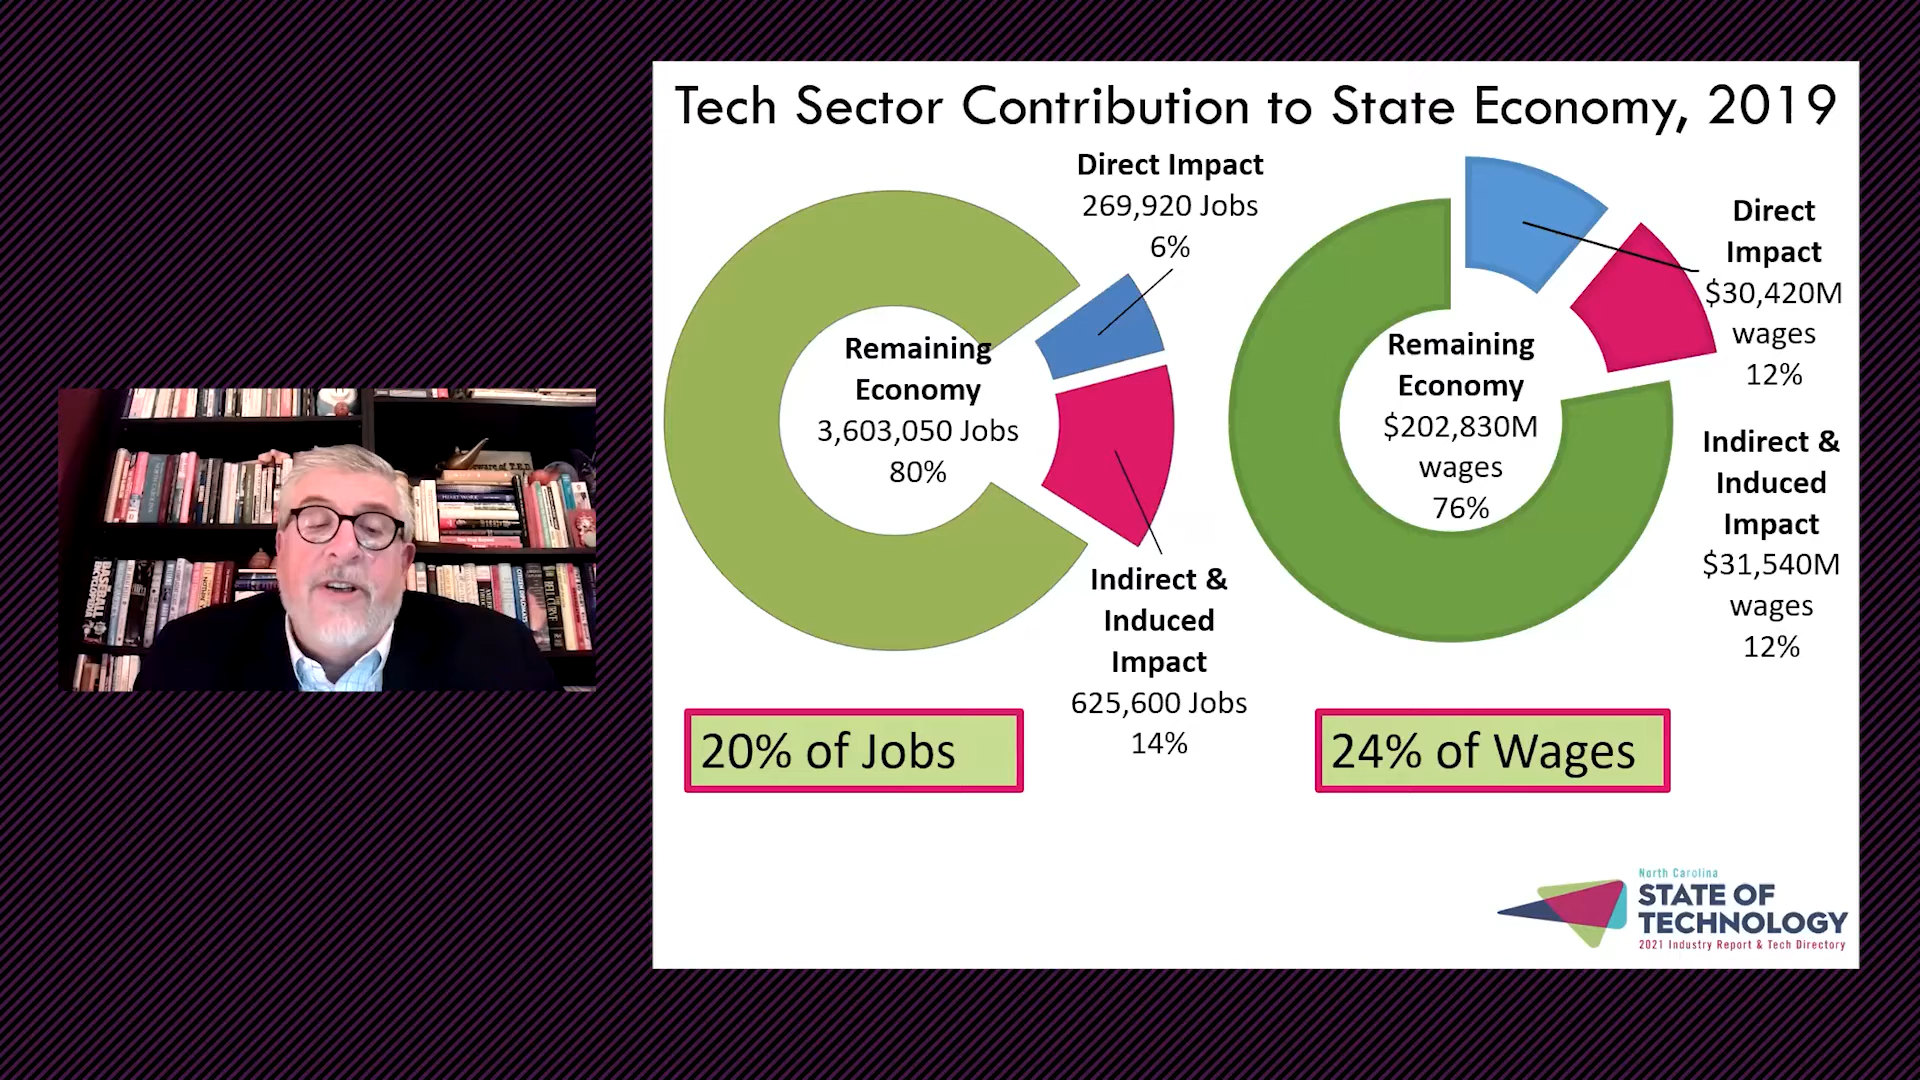 Tech Sector Contribution to State Economy, 2019
Direct Impact
269,920 Jobs
6%
Remaining
Economy
3,603,050 Jobs
80%
Indirect &
Induced
Impact
625,600 Jobs
14%
20% of Jobs
Direct
Impact
$30,420M
wages
12%
Remaining
Economy
$202,830M
wages
76%
Indirect &
Induced
Impact
$31,540M
wages
12%
24% of Wages
North Carolina
STATE OF
TECHNOLOGY
2021 Industry Report & Tech Directory
BASEBALL